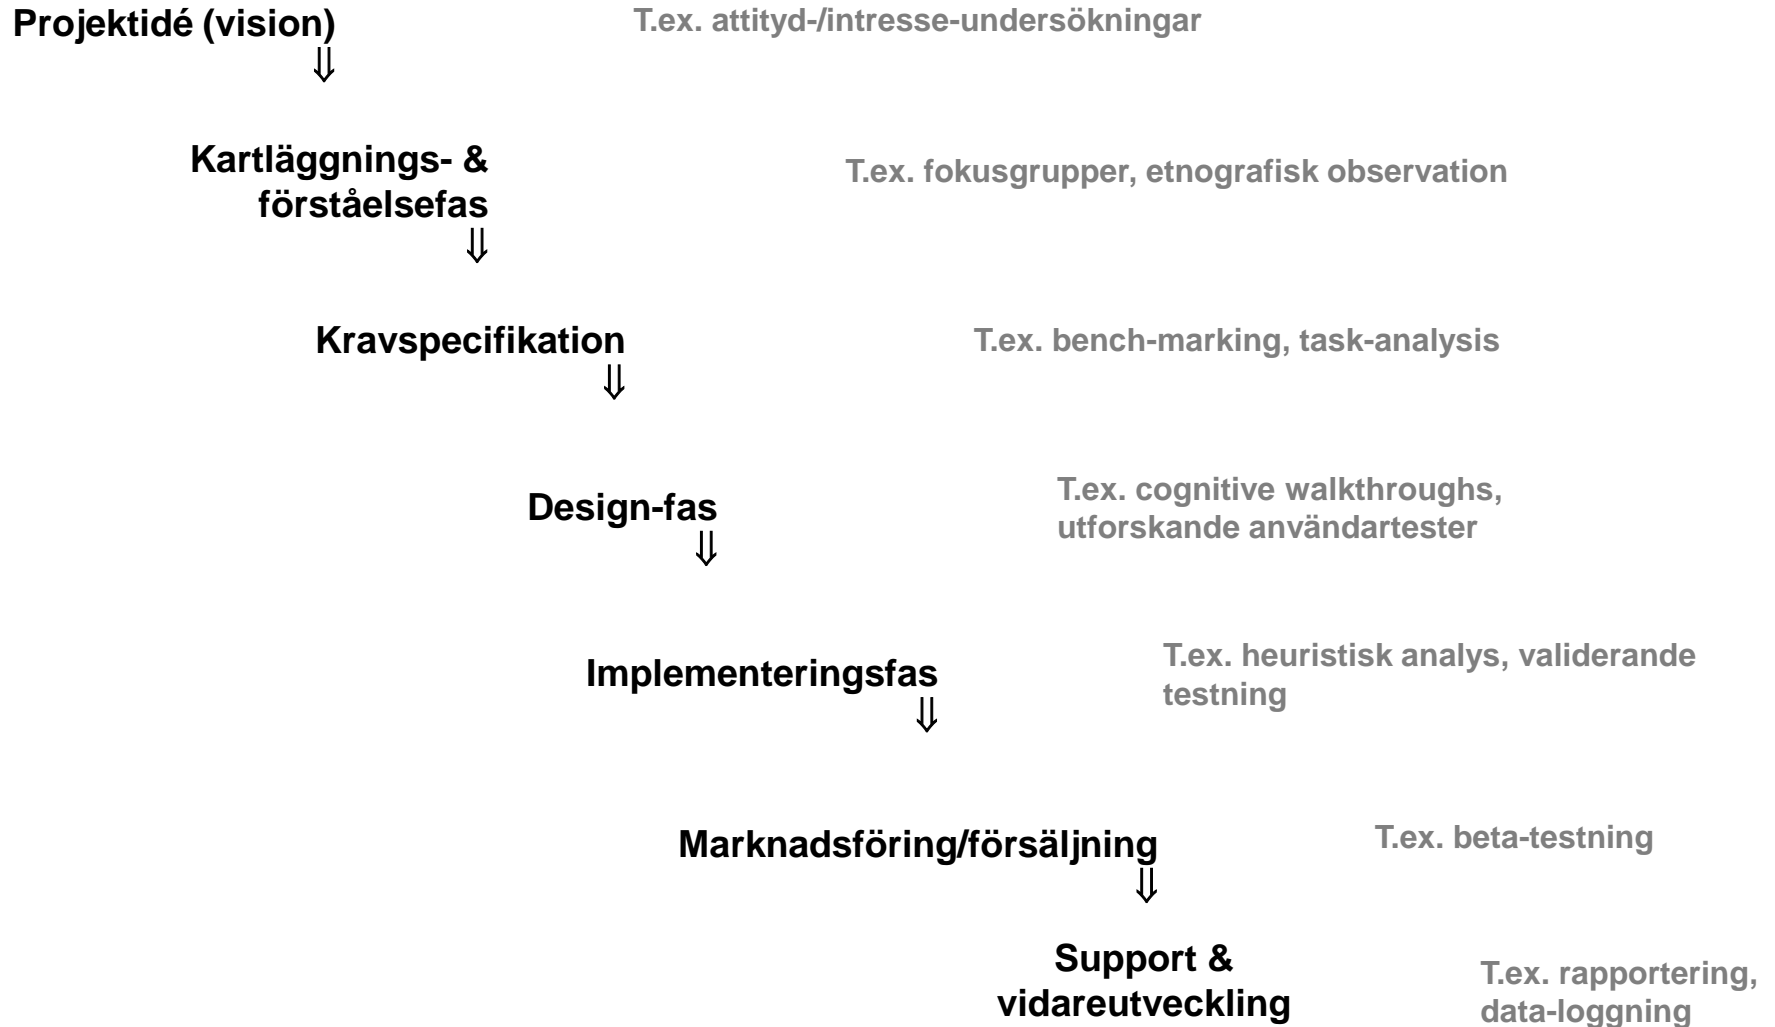 Projektidé (vision)
T.ex. attityd-/intresse-undersökningar
⇓
Kartläggnings- &
förståelsefas
T.ex. fokusgrupper, etnografisk observation
⇓
Kravspecifikation
T.ex. bench-marking, task-analysis
⇓
Design-fas
T.ex. cognitive walkthroughs,
utforskande användartester
⇓
Implementeringsfas
T.ex. heuristisk analys, validerande
testning
⇓
Marknadsföring/försäljning
T.ex. beta-testning
⇓
Support &
vidareutveckling
T.ex. rapportering,
data-loggning